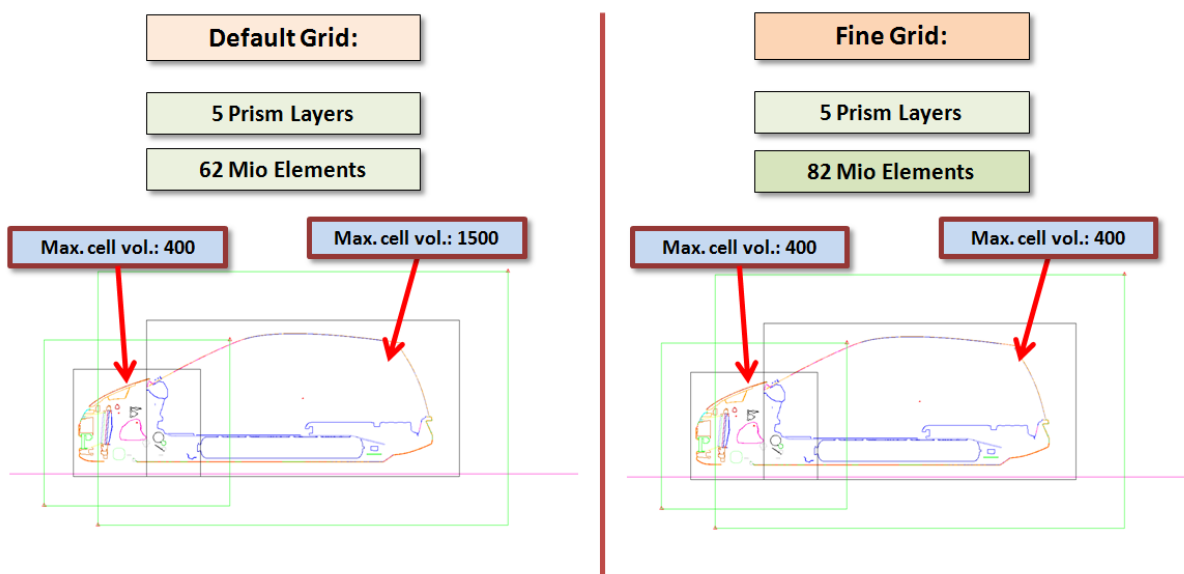 Default Grid:
5 Prism Layers
62 Mio Elements
Max. cell vol.: 400
Max. cell vol.: 1500
Fine Grid:
5 Prism Layers
82 Mio Elements
Max. cell vol.: 400
Max. cell vol.: 400